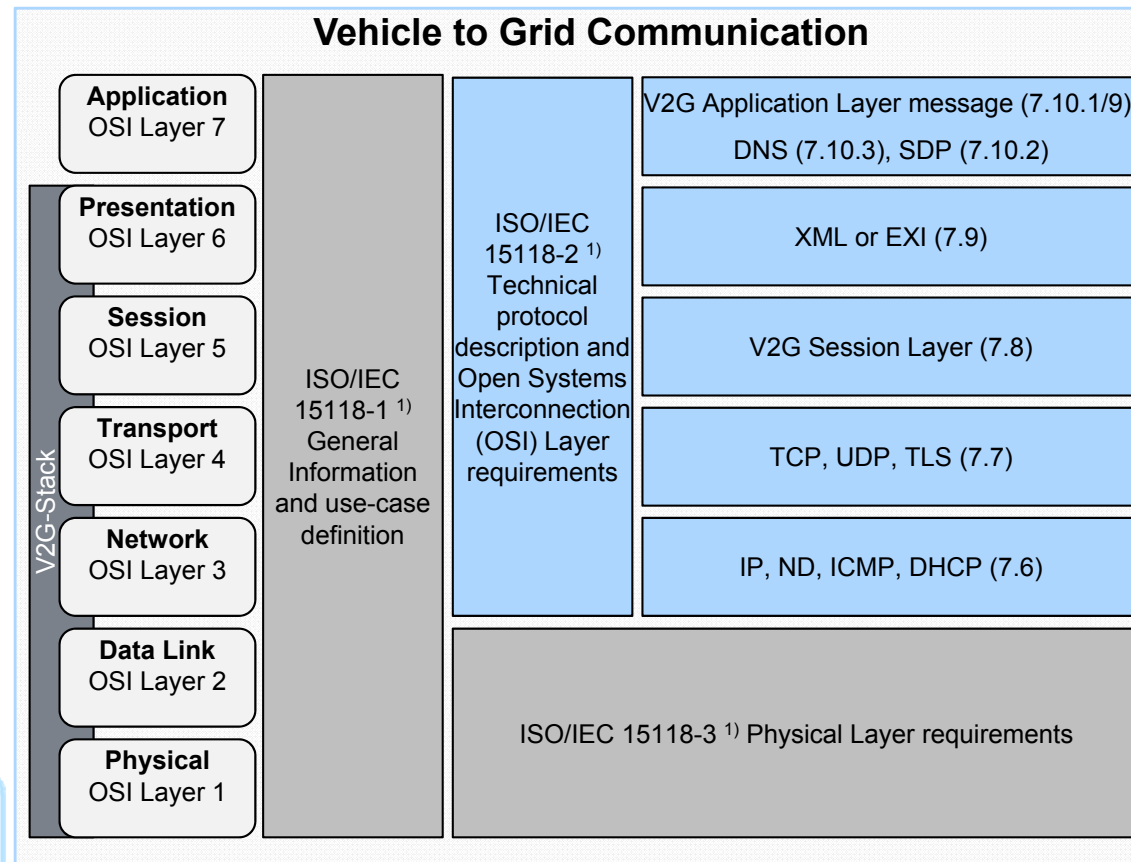 Vehicle to Grid Communication
V2G-Stack
Application
OSI Layer 7
Presentation
OSI Layer 6
Session
OSI Layer 5
Transport
OSI Layer 4
Network
OSI Layer 3
Data Link
OSI Layer 2
Physical
OSI Layer 1
ISO/IEC
15118-1 1)
General
Information
and use-case
definition
ISO/IEC
15118-2 1)
Technical
protocol
description and
Open Systems
Interconnection
(OSI) Layer
requirements
V2G Application Layer message (7.10.1/9)
DNS (7.10.3), SDP (7.10.2)
XML or EXI (7.9)
V2G Session Layer (7.8)
TCP, UDP, TLS (7.7)
IP, ND, ICMP, DHCP (7.6)
ISO/IEC 15118-3 1) Physical Layer requirements